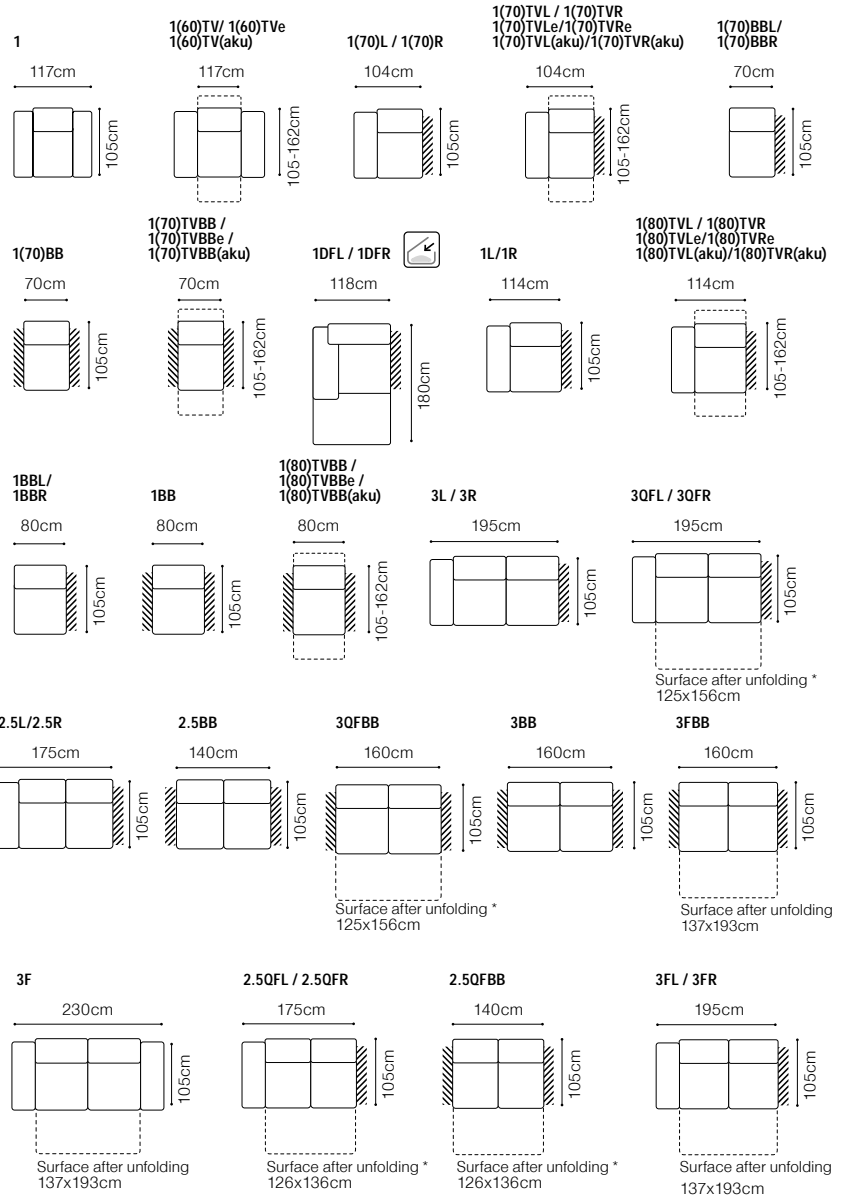 1
1(60)TV/ 1(60)TVe
1(60)TV(aku)
1(70)L / 1(70)R
1(70)TVL / 1(70)TVR
1(70)TVLe/1(70)TVRe
1(70)TVL(aku)/1(70)TVR(aku)
1(70)BBL/
1(70)BBR
117cm
117cm
104cm
104cm
70cm
105cm
105-162cm
105cm
105-162cm
105cm
1(70)BB
1(70)TVBB /
1(70)TVBBe /
1(70)TVBB(aku)
1DFL / 1DFR
1L/1R
1(80)TVL / 1(80)TVR
1(80)TVLe/1(80)TVRe
1(80)TVL(aku)/1(80)TVR(aku)
70cm
70cm
118cm
114cm
114cm
105cm
105-162cm
180cm
105cm
105-162cm
1BBL/
1BBR
1BB
1(80)TVBB /
1(80)TVBBe /
1(80)TVBB(aku)
3L / 3R
3QFL / 3QFR
80cm
80cm
80cm
195cm
195cm
105cm
105cm
105-162cm
105cm
105cm
Surface after unfolding *
125x156cm
2.5L/2.5R
2.5BB
3QFBB
3BB
3FBB
175cm
140cm
160cm
160cm
160cm
105cm
105cm
105cm
105cm
105cm
Surface after unfolding *
125x156cm
Surface after unfolding
137x193cm
3F
2.5QFL / 2.5QFR
2.5QFBB
3FL / 3FR
230cm
175cm
140cm
195cm
105cm
105cm
105cm
105cm
Surface after unfolding
137x193cm
Surface after unfolding *
126x136cm
Surface after unfolding *
126x136cm
Surface after unfolding
137x193cm